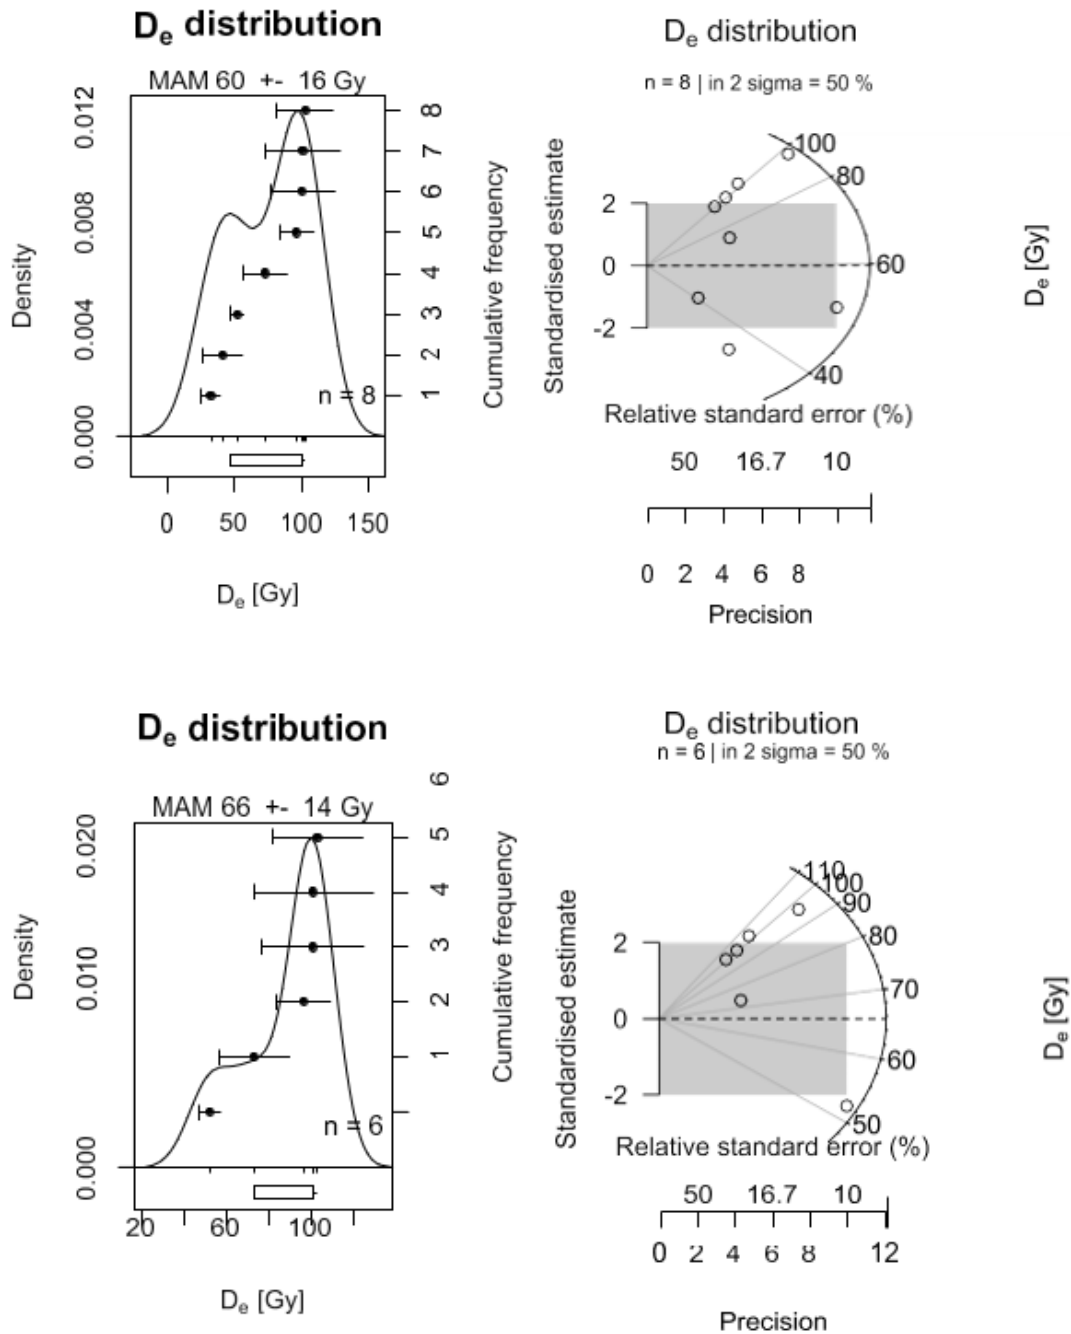 De distribution
MAM 60 +- 16 Gy
0.012
0.008
0.004
0.000
Density
8
7
6
5
4
3
2
1
Cumulative frequency
n = 8
0 50 100 150
De [Gy]
De distribution
n = 8 | in 2 sigma = 50 %
Standardised estimate
2
0
-2
100
80
60
40
De [Gy]
Relative standard error (%)
50 16.7 10
0 2 4 6 8
Precision
De distribution
MAM 66 +- 14 Gy
0.020
0.010
0.000
Density
6
5
4
3
2
1
Cumulative frequency
n = 6
20 60 100
De [Gy]
De distribution
n = 6 | in 2 sigma = 50 %
Standardised estimate
2
0
-2
110
100
90
80
70
60
50
De [Gy]
Relative standard error (%)
50 16.7 10
0 2 4 6 8 12
Precision